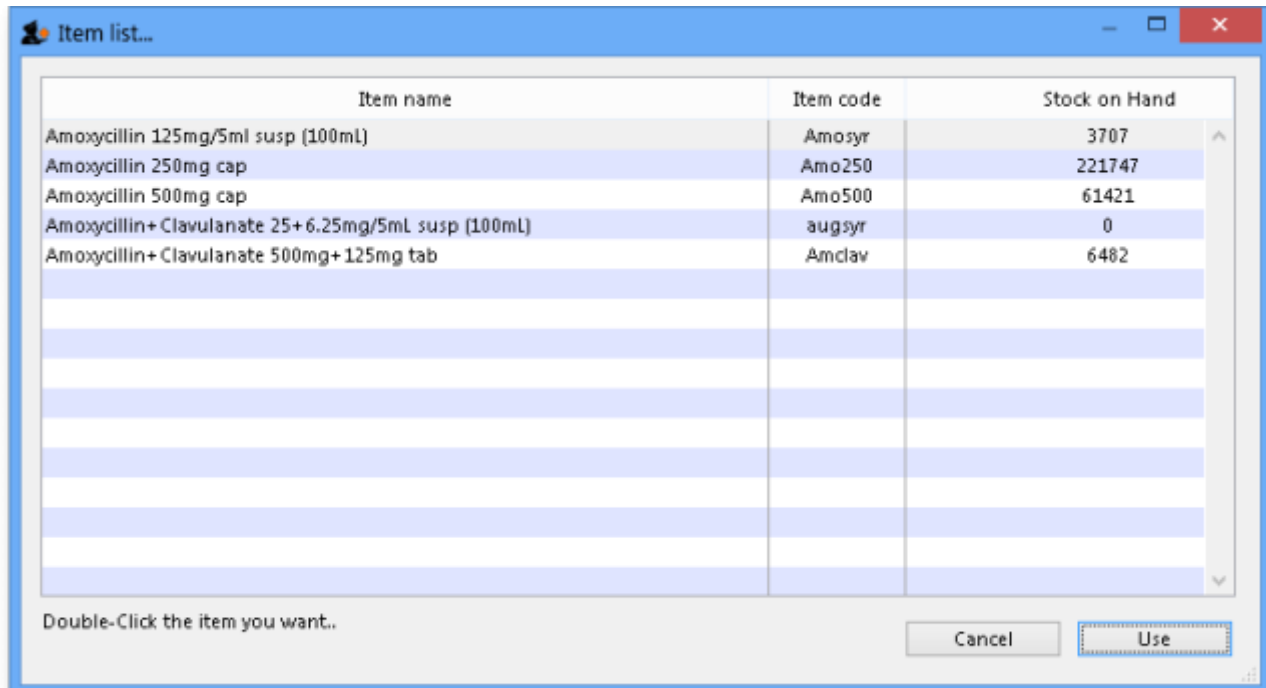 Item list...
Item name Item code Stock on Hand
Amoxycillin 125mg/5ml susp (100mL) Amosyr 3707
Amoxycillin 250mg cap Amo250 221747
Amoxycillin 500mg cap Amo500 61421
Amoxycillin+Clavulanate 25+6.25mg/5mL susp (100mL) augsyr 0
Amoxycillin+Clavulanate 500mg+125mg tab Amclav 6482
Double-Click the item you want..
Cancel Use